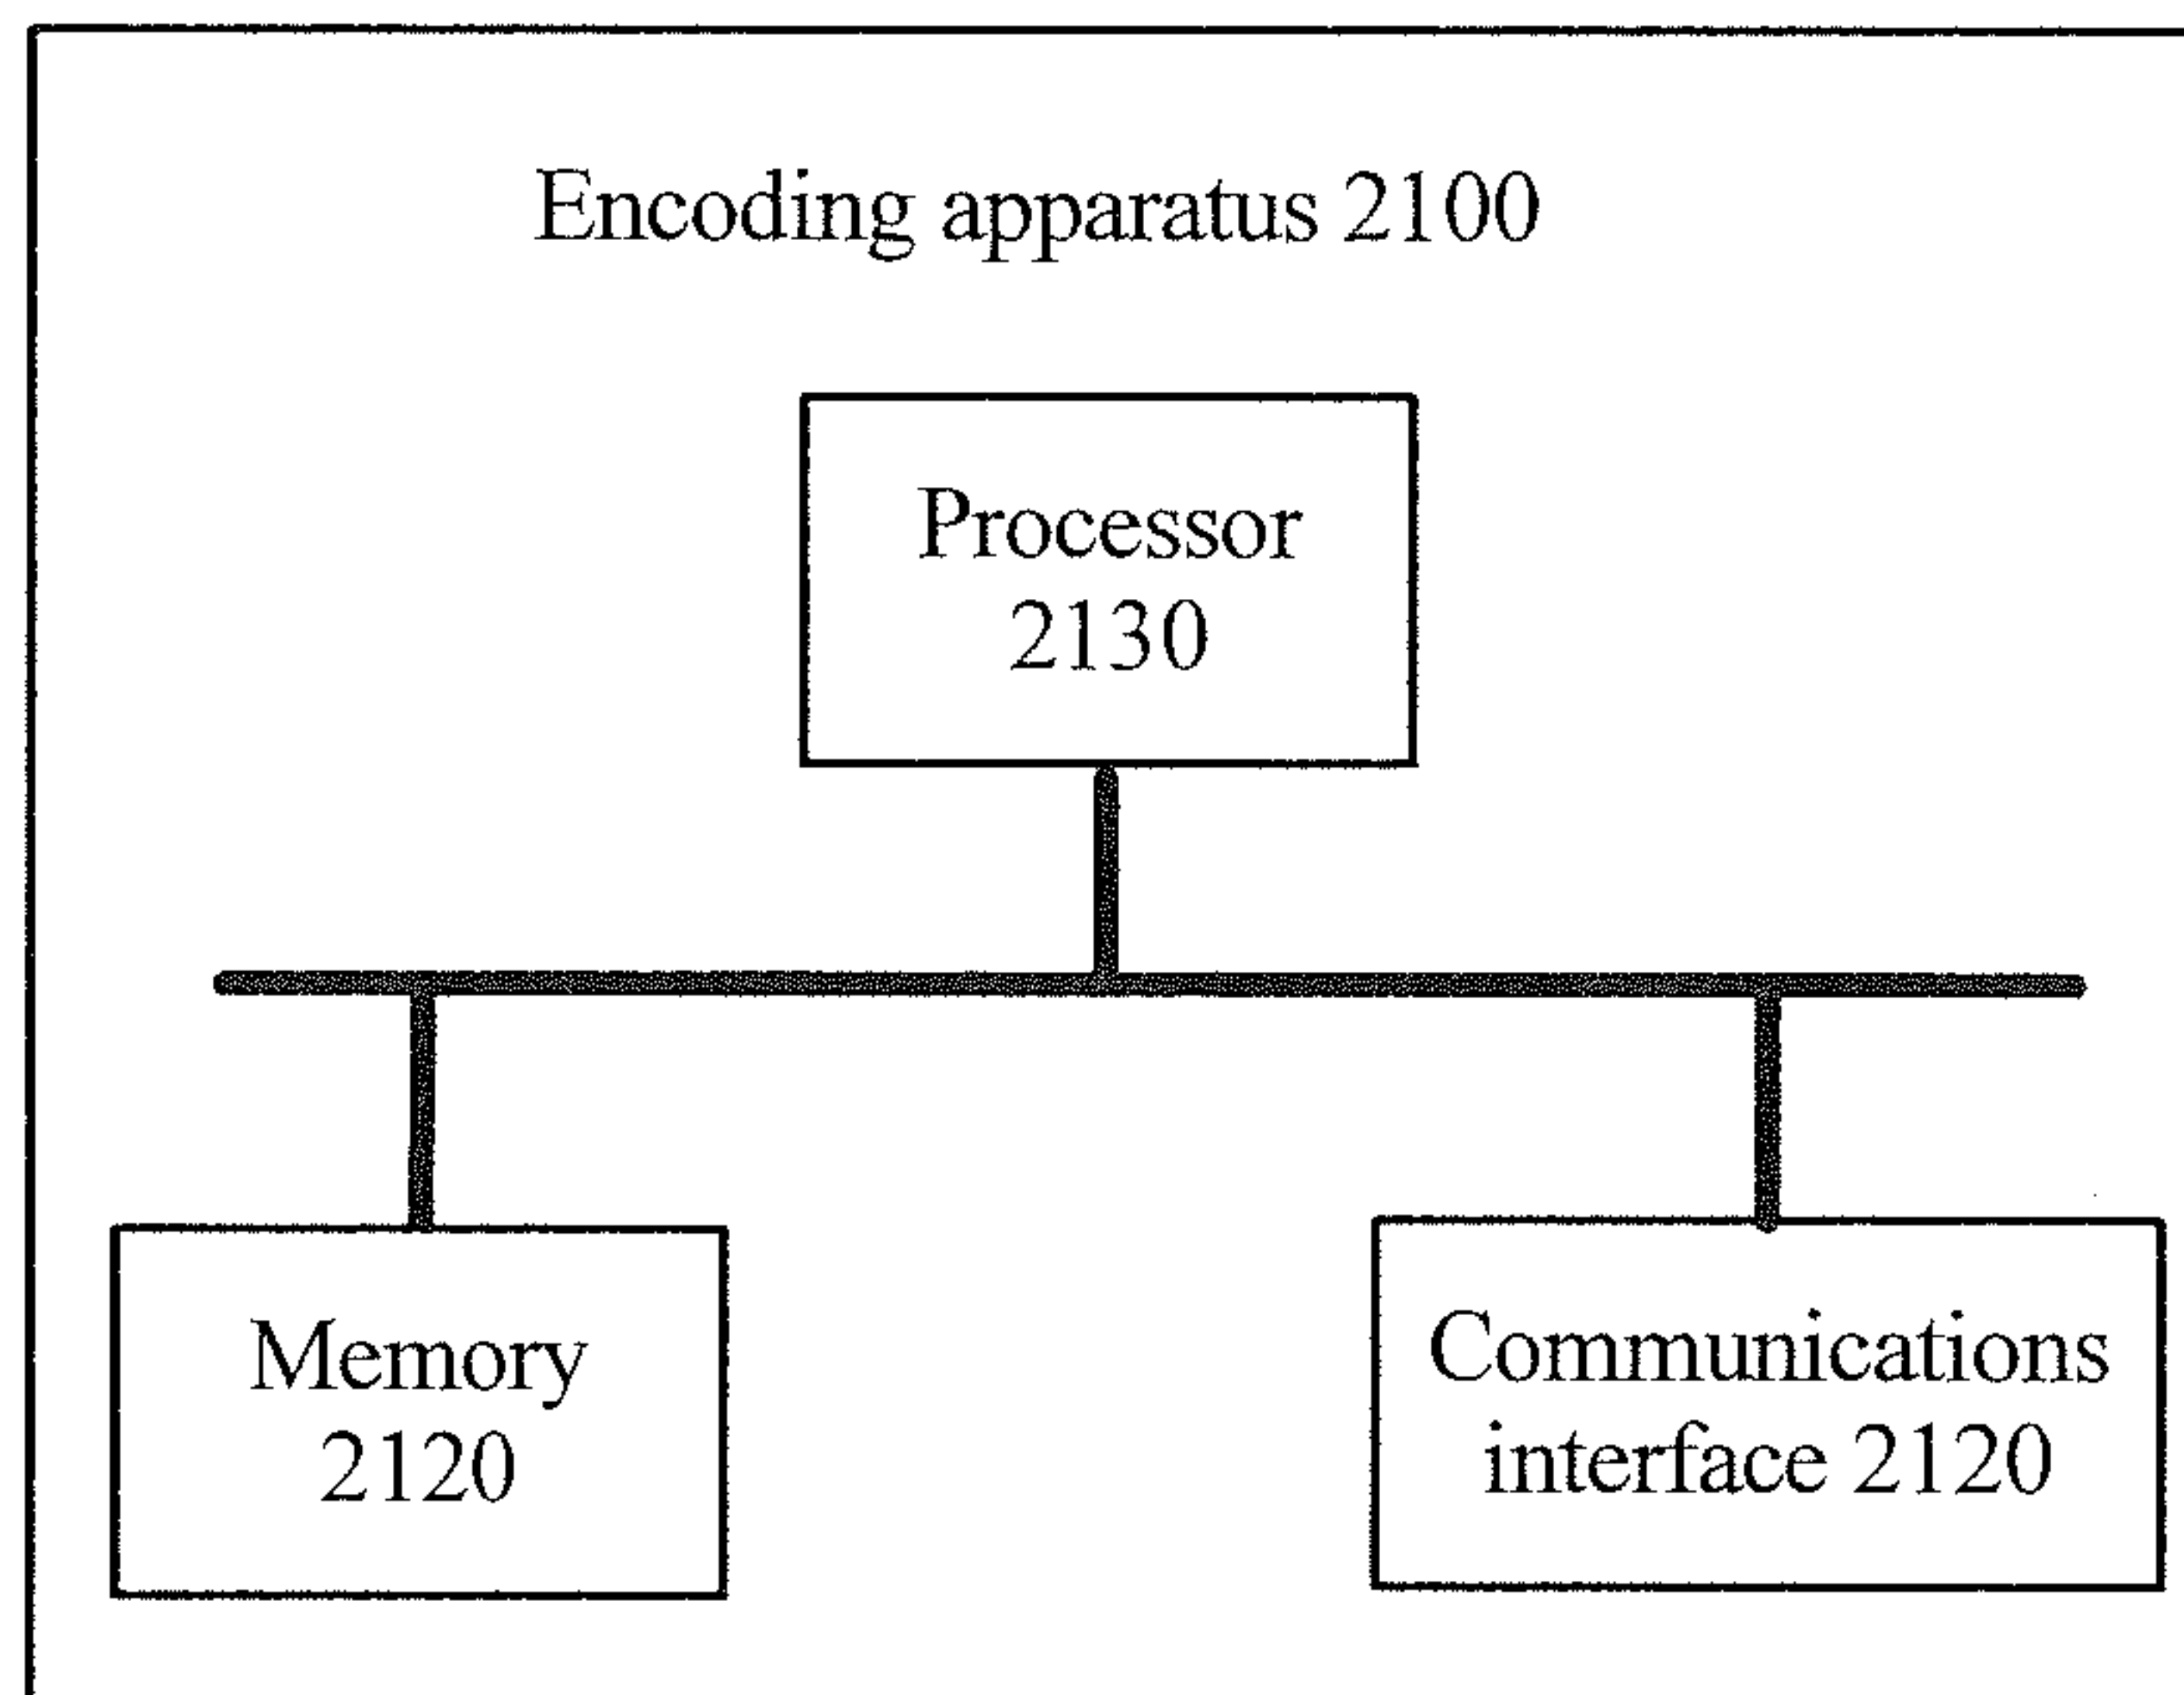 Encoding apparatus 2100
Processor
2130
Memory
2120
Communications
interface 2120